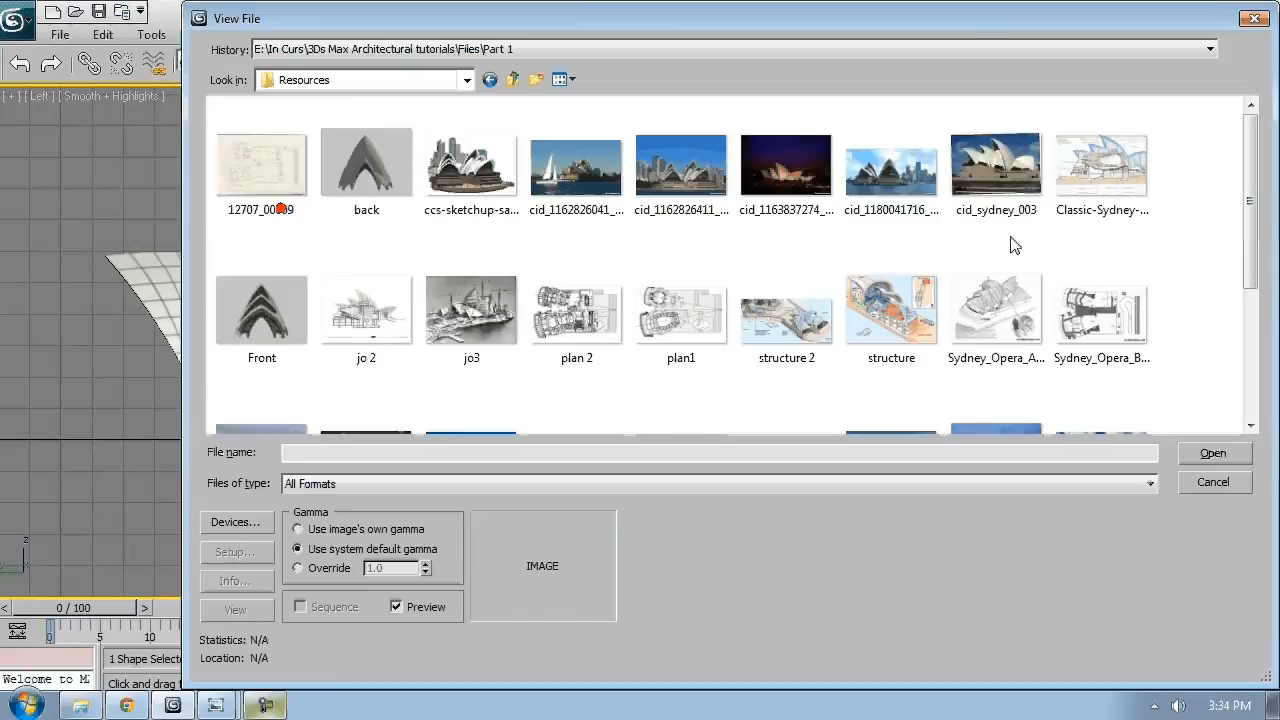 View File
File Edit Tools
History: E:\In Curs\3Ds Max Architectural tutorials\Files\Part 1
Look in: Resources
[ + ] [ Left ] [ Smooth + Highlights ]
back ccs-sketchup-sa... cid_1162826041_... cid_1162826411_... cid_1163837274_... cid_1180041716_... cid_sydney_003 Classic-Sydney-...
Front jo 2 jo3 plan 2 plan1 structure 2 structure Sydney_Opera_A... Sydney_Opera_B...
File name: Open
Files of type: All Formats Cancel
Devices...
Setup...
Info...
View
Gamma
Use image's own gamma
Use system default gamma
Override 1.0
Sequence Preview
IMAGE
Statistics: N/A
Location: N/A
z
y
< 0 / 100 >
0 5 10
1 Shape Selecte
Welcome to M
Click and drag
3:34 PM